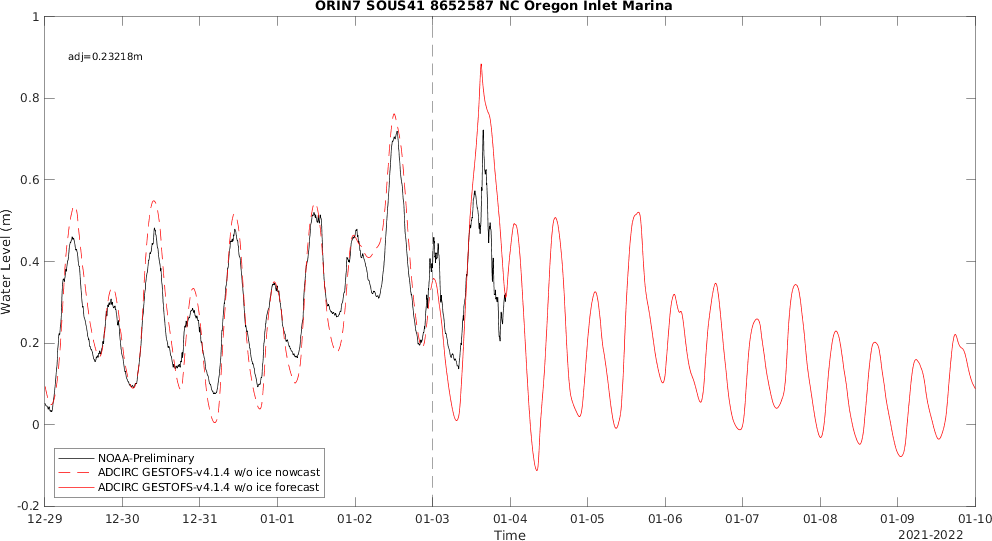 ORIN7 SOUS41 8652587 NC Oregon Inlet Marina
adj=0.23218m
Water Level (m)
1
0.8
0.6
0.4
0.2
0
-0.2
NOAA-Preliminary
ADCIRC GESTOFS-v4.1.4 w/o ice nowcast
ADCIRC GESTOFS-v4.1.4 w/o ice forecast
12-29 12-30 12-31 01-01 01-02 01-03 01-04 01-05 01-06 01-07 01-08 01-09 01-10
Time
2021-2022